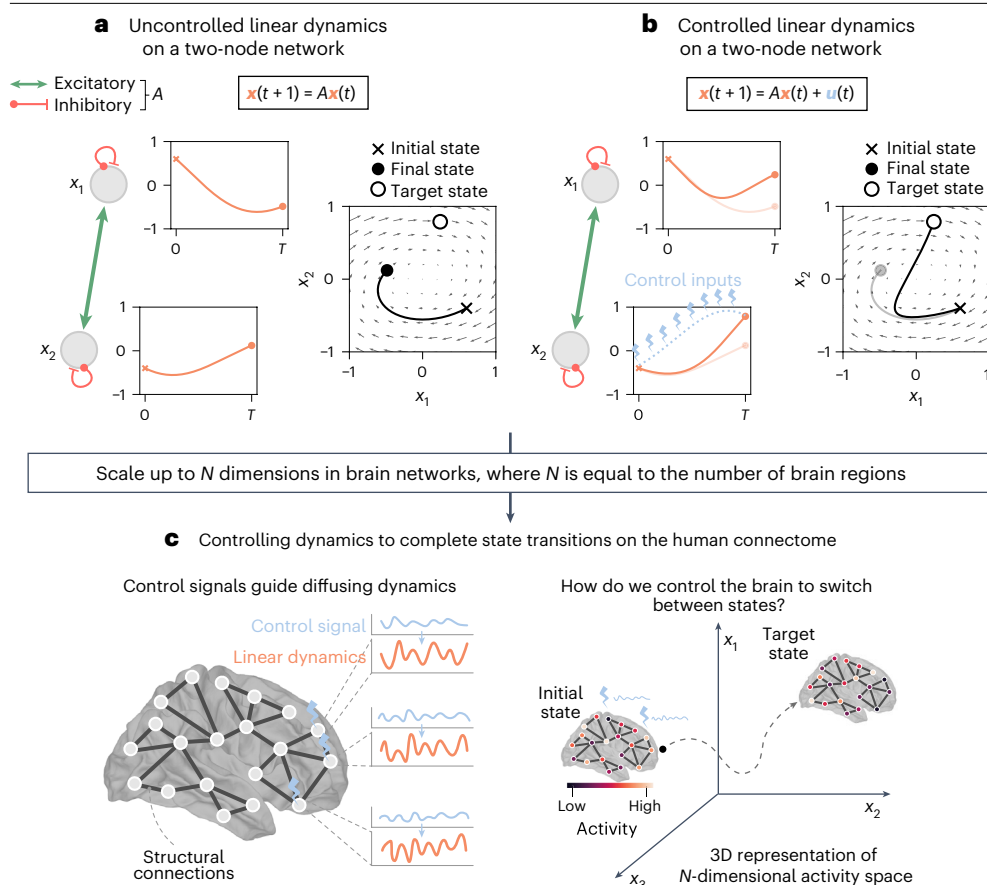 a Uncontrolled linear dynamics
on a two-node network
Excitatory
Inhibitory
A
x(t + 1) = Ax(t)
x1
1
0
−1
0
T
x2
1
0
−1
0
T
Initial state
Final state
Target state
1
x2
0
−1
−1
0
1
x1
b Controlled linear dynamics
on a two-node network
x(t + 1) = Ax(t) + u(t)
x1
1
0
−1
0
T
Control inputs
x2
1
0
−1
0
T
Initial state
Final state
Target state
1
x2
0
−1
−1
0
1
x1
Scale up to N dimensions in brain networks, where N is equal to the number of brain regions
c Controlling dynamics to complete state transitions on the human connectome
Control signals guide diffusing dynamics
Control signal
Linear dynamics
Structural
connections
How do we control the brain to switch
between states?
x1
Target
state
Initial
state
Low
High
Activity
x2
x3
3D representation of
N-dimensional activity space